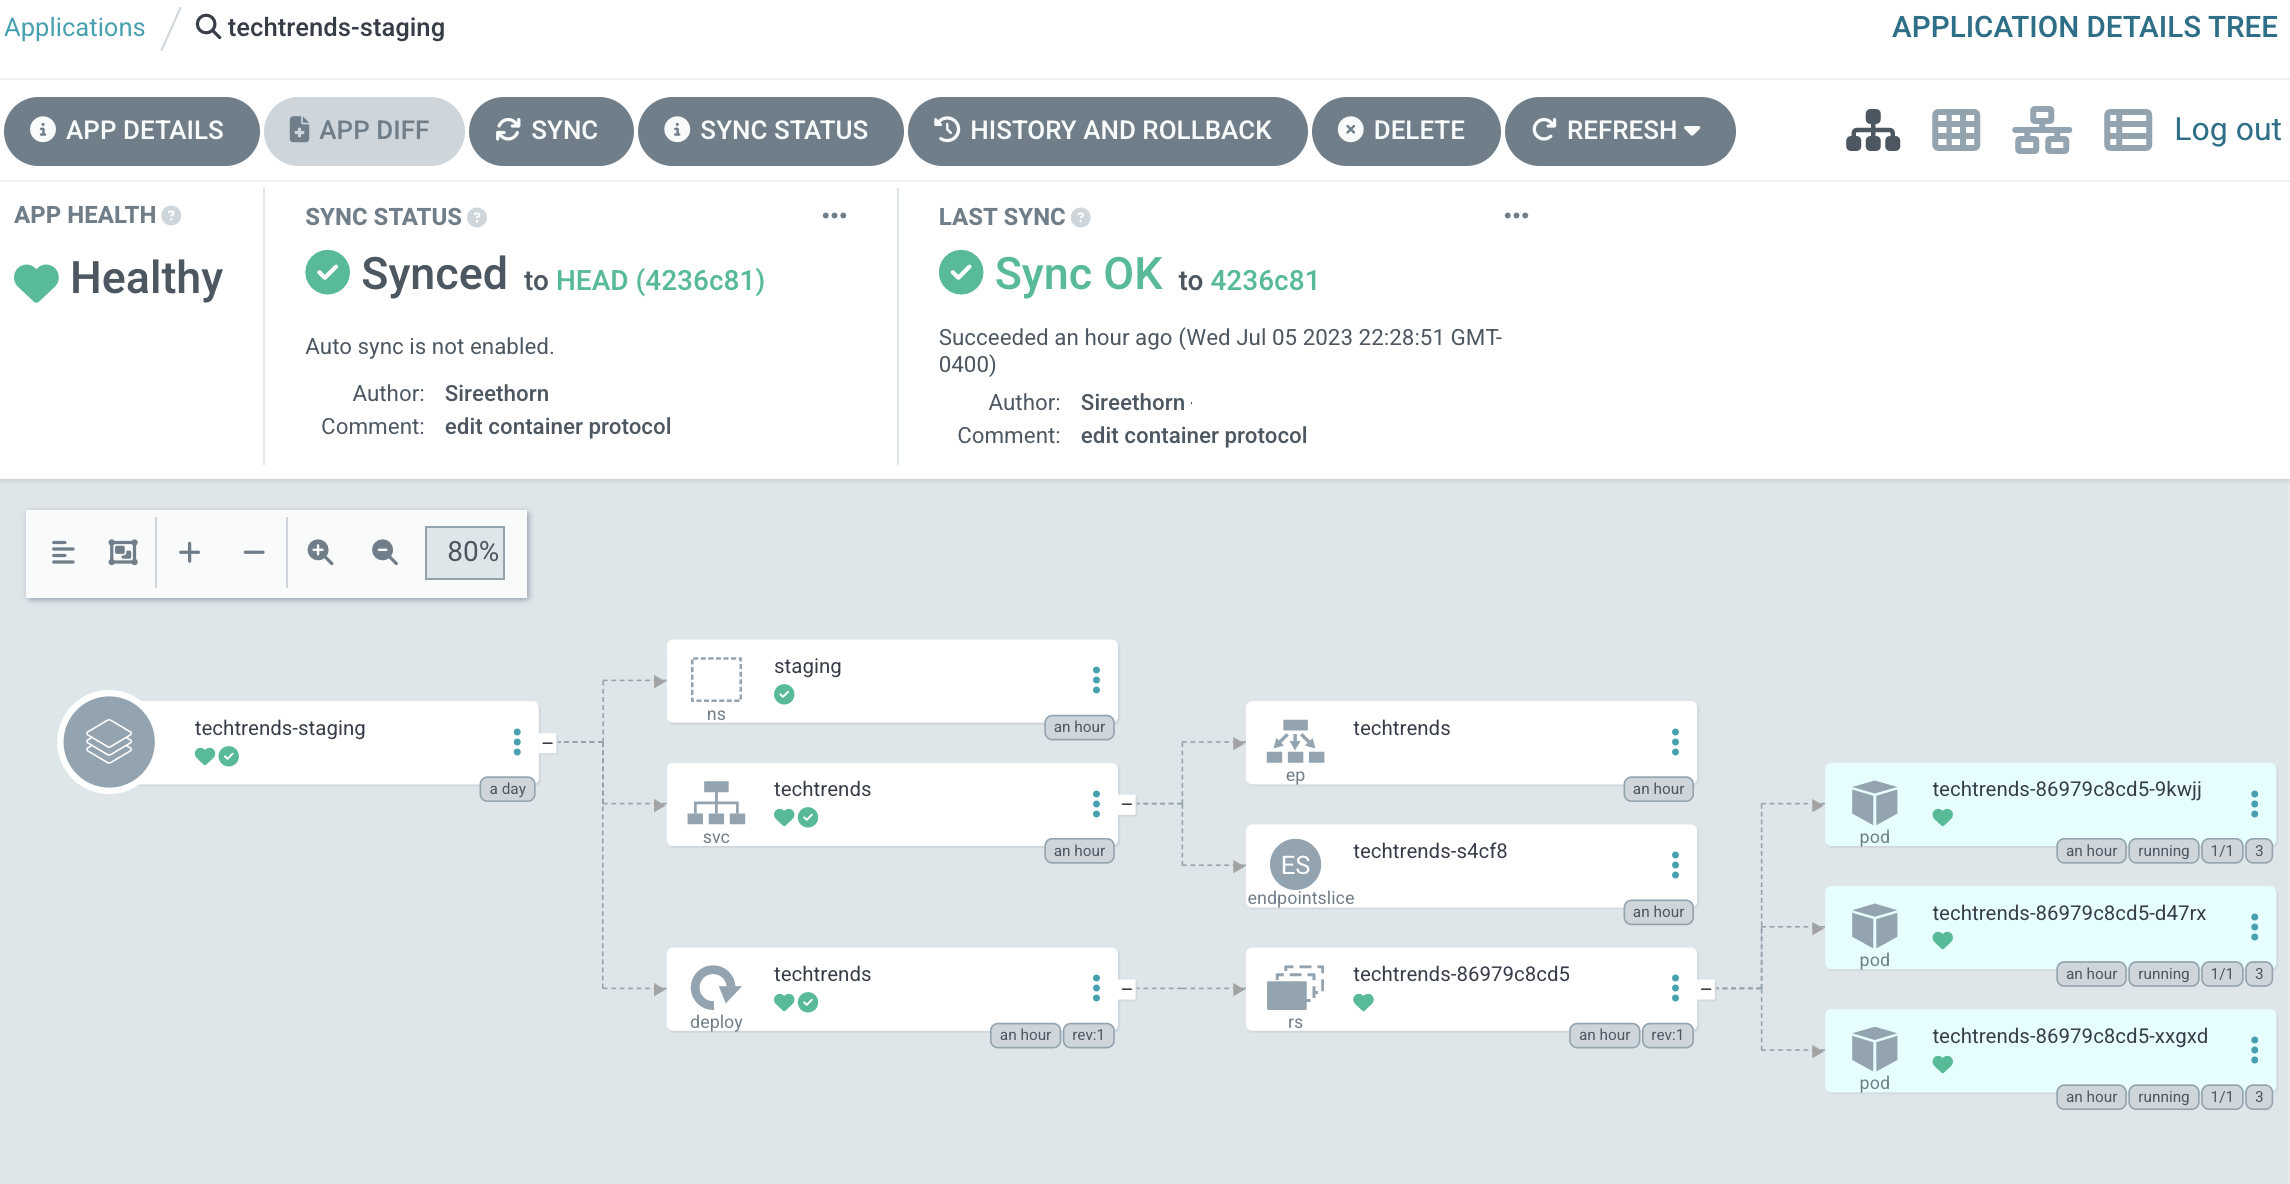 Applications / techtrends-staging
APPLICATION DETAILS TREE
APP DETAILS
APP DIFF
SYNC
SYNC STATUS
HISTORY AND ROLLBACK
DELETE
REFRESH
Log out
APP HEALTH
Healthy
SYNC STATUS
Synced to HEAD (4236c81)
Auto sync is not enabled.
Author: Sireethorn
Comment: edit container protocol
LAST SYNC
Sync OK to 4236c81
Succeeded an hour ago (Wed Jul 05 2023 22:28:51 GMT-
0400)
Author: Sireethorn
Comment: edit container protocol
80%
techtrends-staging
a day
staging
ns
an hour
techtrends
svc
an hour
techtrends
deploy
an hour rev:1
techtrends
ep
an hour
techtrends-s4cf8
ES
endpointslice
an hour
techtrends-86979c8cd5
rs
an hour rev:1
techtrends-86979c8cd5-9kwjj
pod
an hour running 1/1 3
techtrends-86979c8cd5-d47rx
pod
an hour running 1/1 3
techtrends-86979c8cd5-xxgxd
pod
an hour running 1/1 3